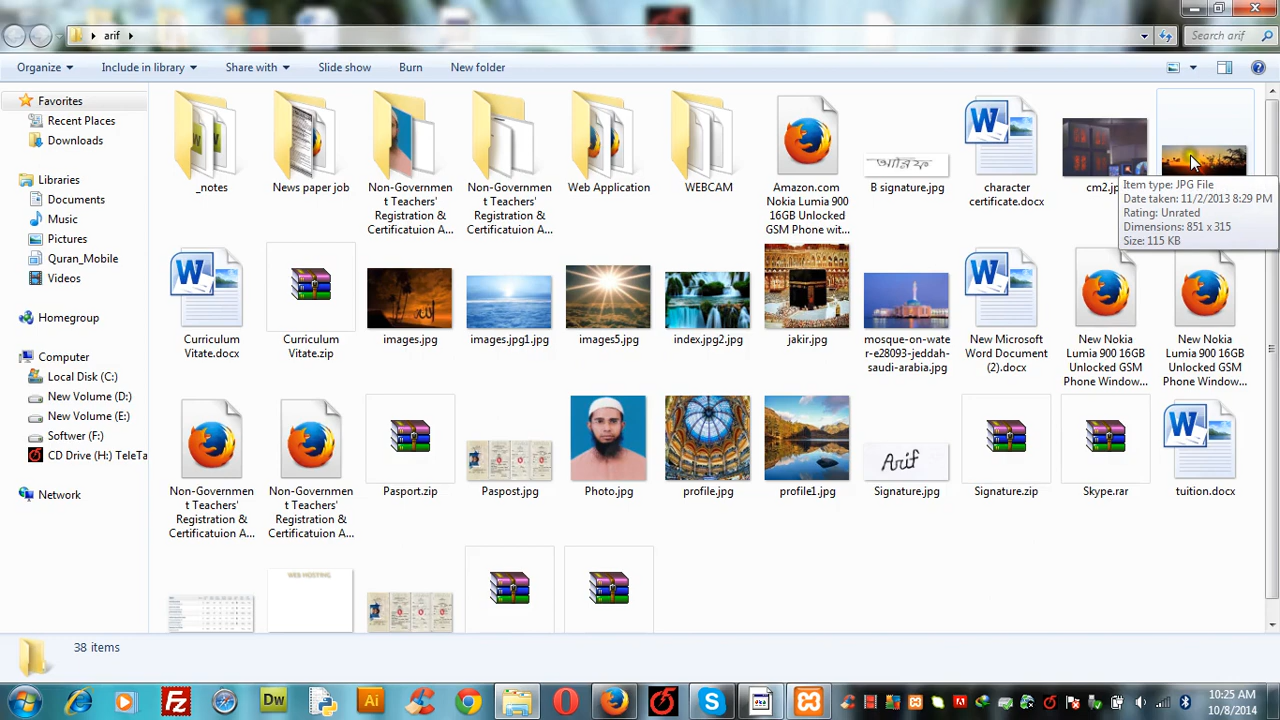 arif
Search arif
Organize
Include in library
Share with
Slide show
Burn
New folder
Favorites
Recent Places
Downloads
Libraries
Documents
Music
Pictures
Quran_Mobile
Videos
Homegroup
Computer
Local Disk (C:)
New Volume (D:)
New Volume (E:)
Softwer (F:)
CD Drive (H:) TeleTa
Network
_notes
News paper job
Non-Governmen
t Teachers'
Registration &
Certificatuion A...
Non-Governmen
t Teachers'
Registration &
Certificatuion A...
Web Application
WEBCAM
Amazon.com
Nokia Lumia 900
16GB Unlocked
GSM Phone wit...
আরিফ
B signature.jpg
character
certificate.docx
cm2.jp
Item type: JPG File
Date taken: 11/2/2013 8:29 PM
Rating: Unrated
Dimensions: 851 x 315
Size: 115 KB
Curriculum
Vitate.docx
Curriculum
Vitate.zip
images.jpg
images.jpg1.jpg
images5.jpg
index.jpg2.jpg
jakir.jpg
mosque-on-wate
r-e28093-jeddah-
saudi-arabia.jpg
New Microsoft
Word Document
(2).docx
New Nokia
Lumia 900 16GB
Unlocked GSM
Phone Window...
New Nokia
Lumia 900 16GB
Unlocked GSM
Phone Window...
Non-Governmen
t Teachers'
Registration &
Certificatuion A...
Non-Governmen
t Teachers'
Registration &
Certificatuion A...
Pasport.zip
Paspost.jpg
Photo.jpg
profile.jpg
profile1.jpg
Arif
Signature.jpg
Signature.zip
Skype.rar
tuition.docx
WEB HOSTING
38 items
Dw
Ai
10:25 AM
10/8/2014